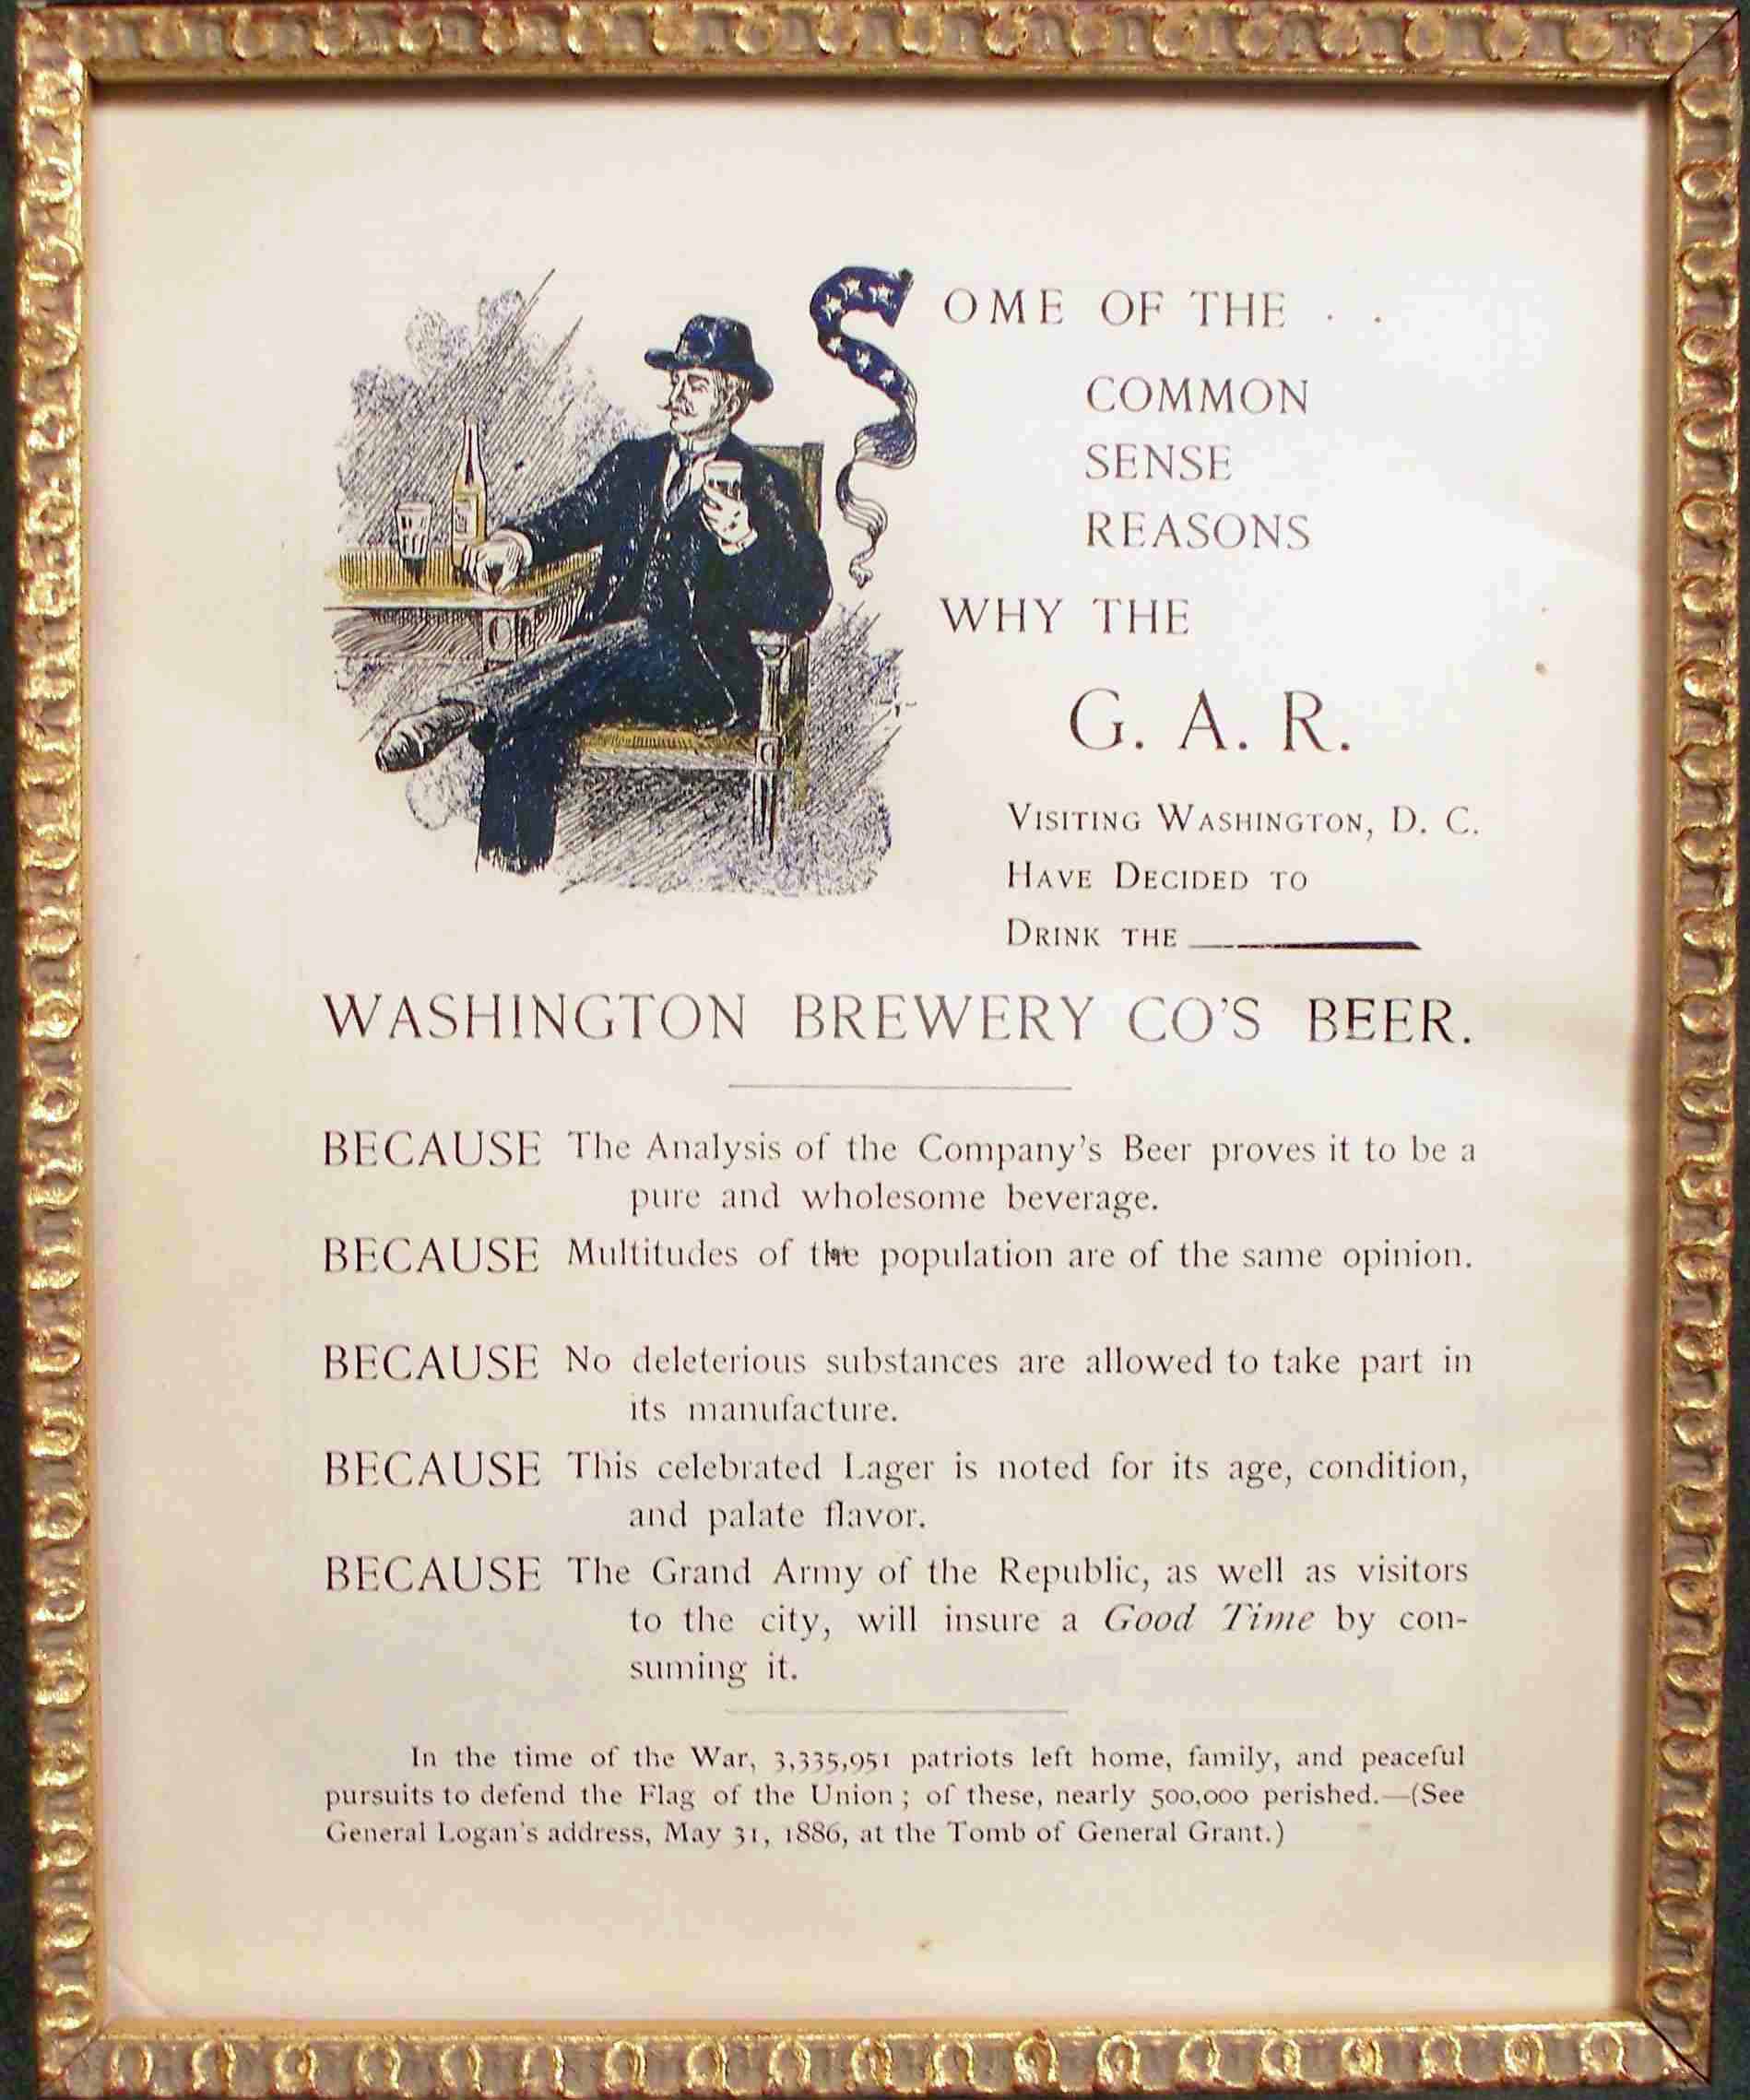 SOME OF THE . .
COMMON
SENSE
REASONS
WHY THE
G. A. R.
VISITING WASHINGTON, D. C.
HAVE DECIDED TO
DRINK THE
WASHINGTON BREWERY CO'S BEER.
BECAUSE The Analysis of the Company's Beer proves it to be a
pure and wholesome beverage.
BECAUSE Multitudes of the population are of the same opinion.
BECAUSE No deleterious substances are allowed to take part in
its manufacture.
BECAUSE This celebrated Lager is noted for its age, condition,
and palate flavor.
BECAUSE The Grand Army of the Republic, as well as visitors
to the city, will insure a Good Time by con-
suming it.
In the time of the War, 3,335,951 patriots left home, family, and peaceful
pursuits to defend the Flag of the Union; of these, nearly 500,000 perished.—(See
General Logan's address, May 31, 1886, at the Tomb of General Grant.)